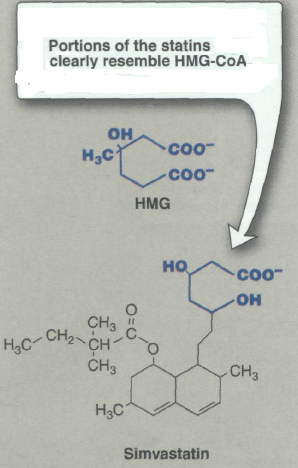 Portions of the statins
clearly resemble HMG-CoA
OH
COO⁻
H₃C
COO⁻
HMG
HO
COO⁻
OH
O
CH₃
H₃C
CH₂
CH
C
O
CH₃
CH₃
H₃C
Simvastatin